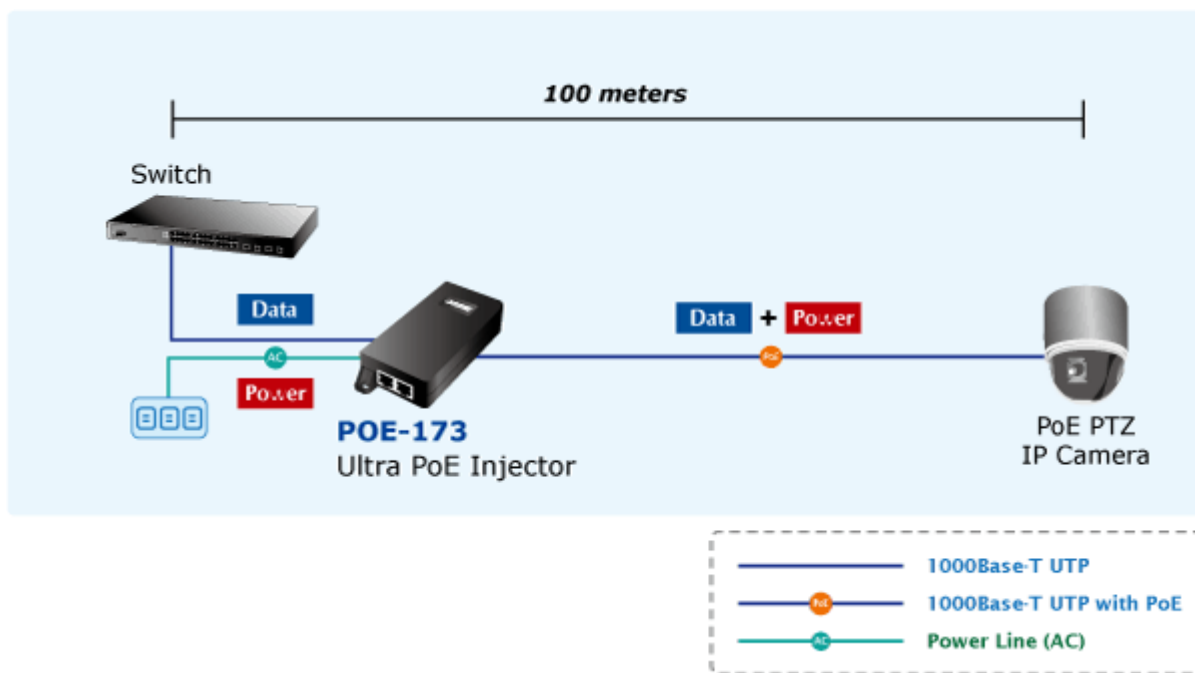 100 meters
Switch
Data
Data + Power
AC
PoE
Power
POE-173
Ultra PoE Injector
PoE PTZ
IP Camera
1000Base-T UTP
PoE
1000Base-T UTP with PoE
AC
Power Line (AC)